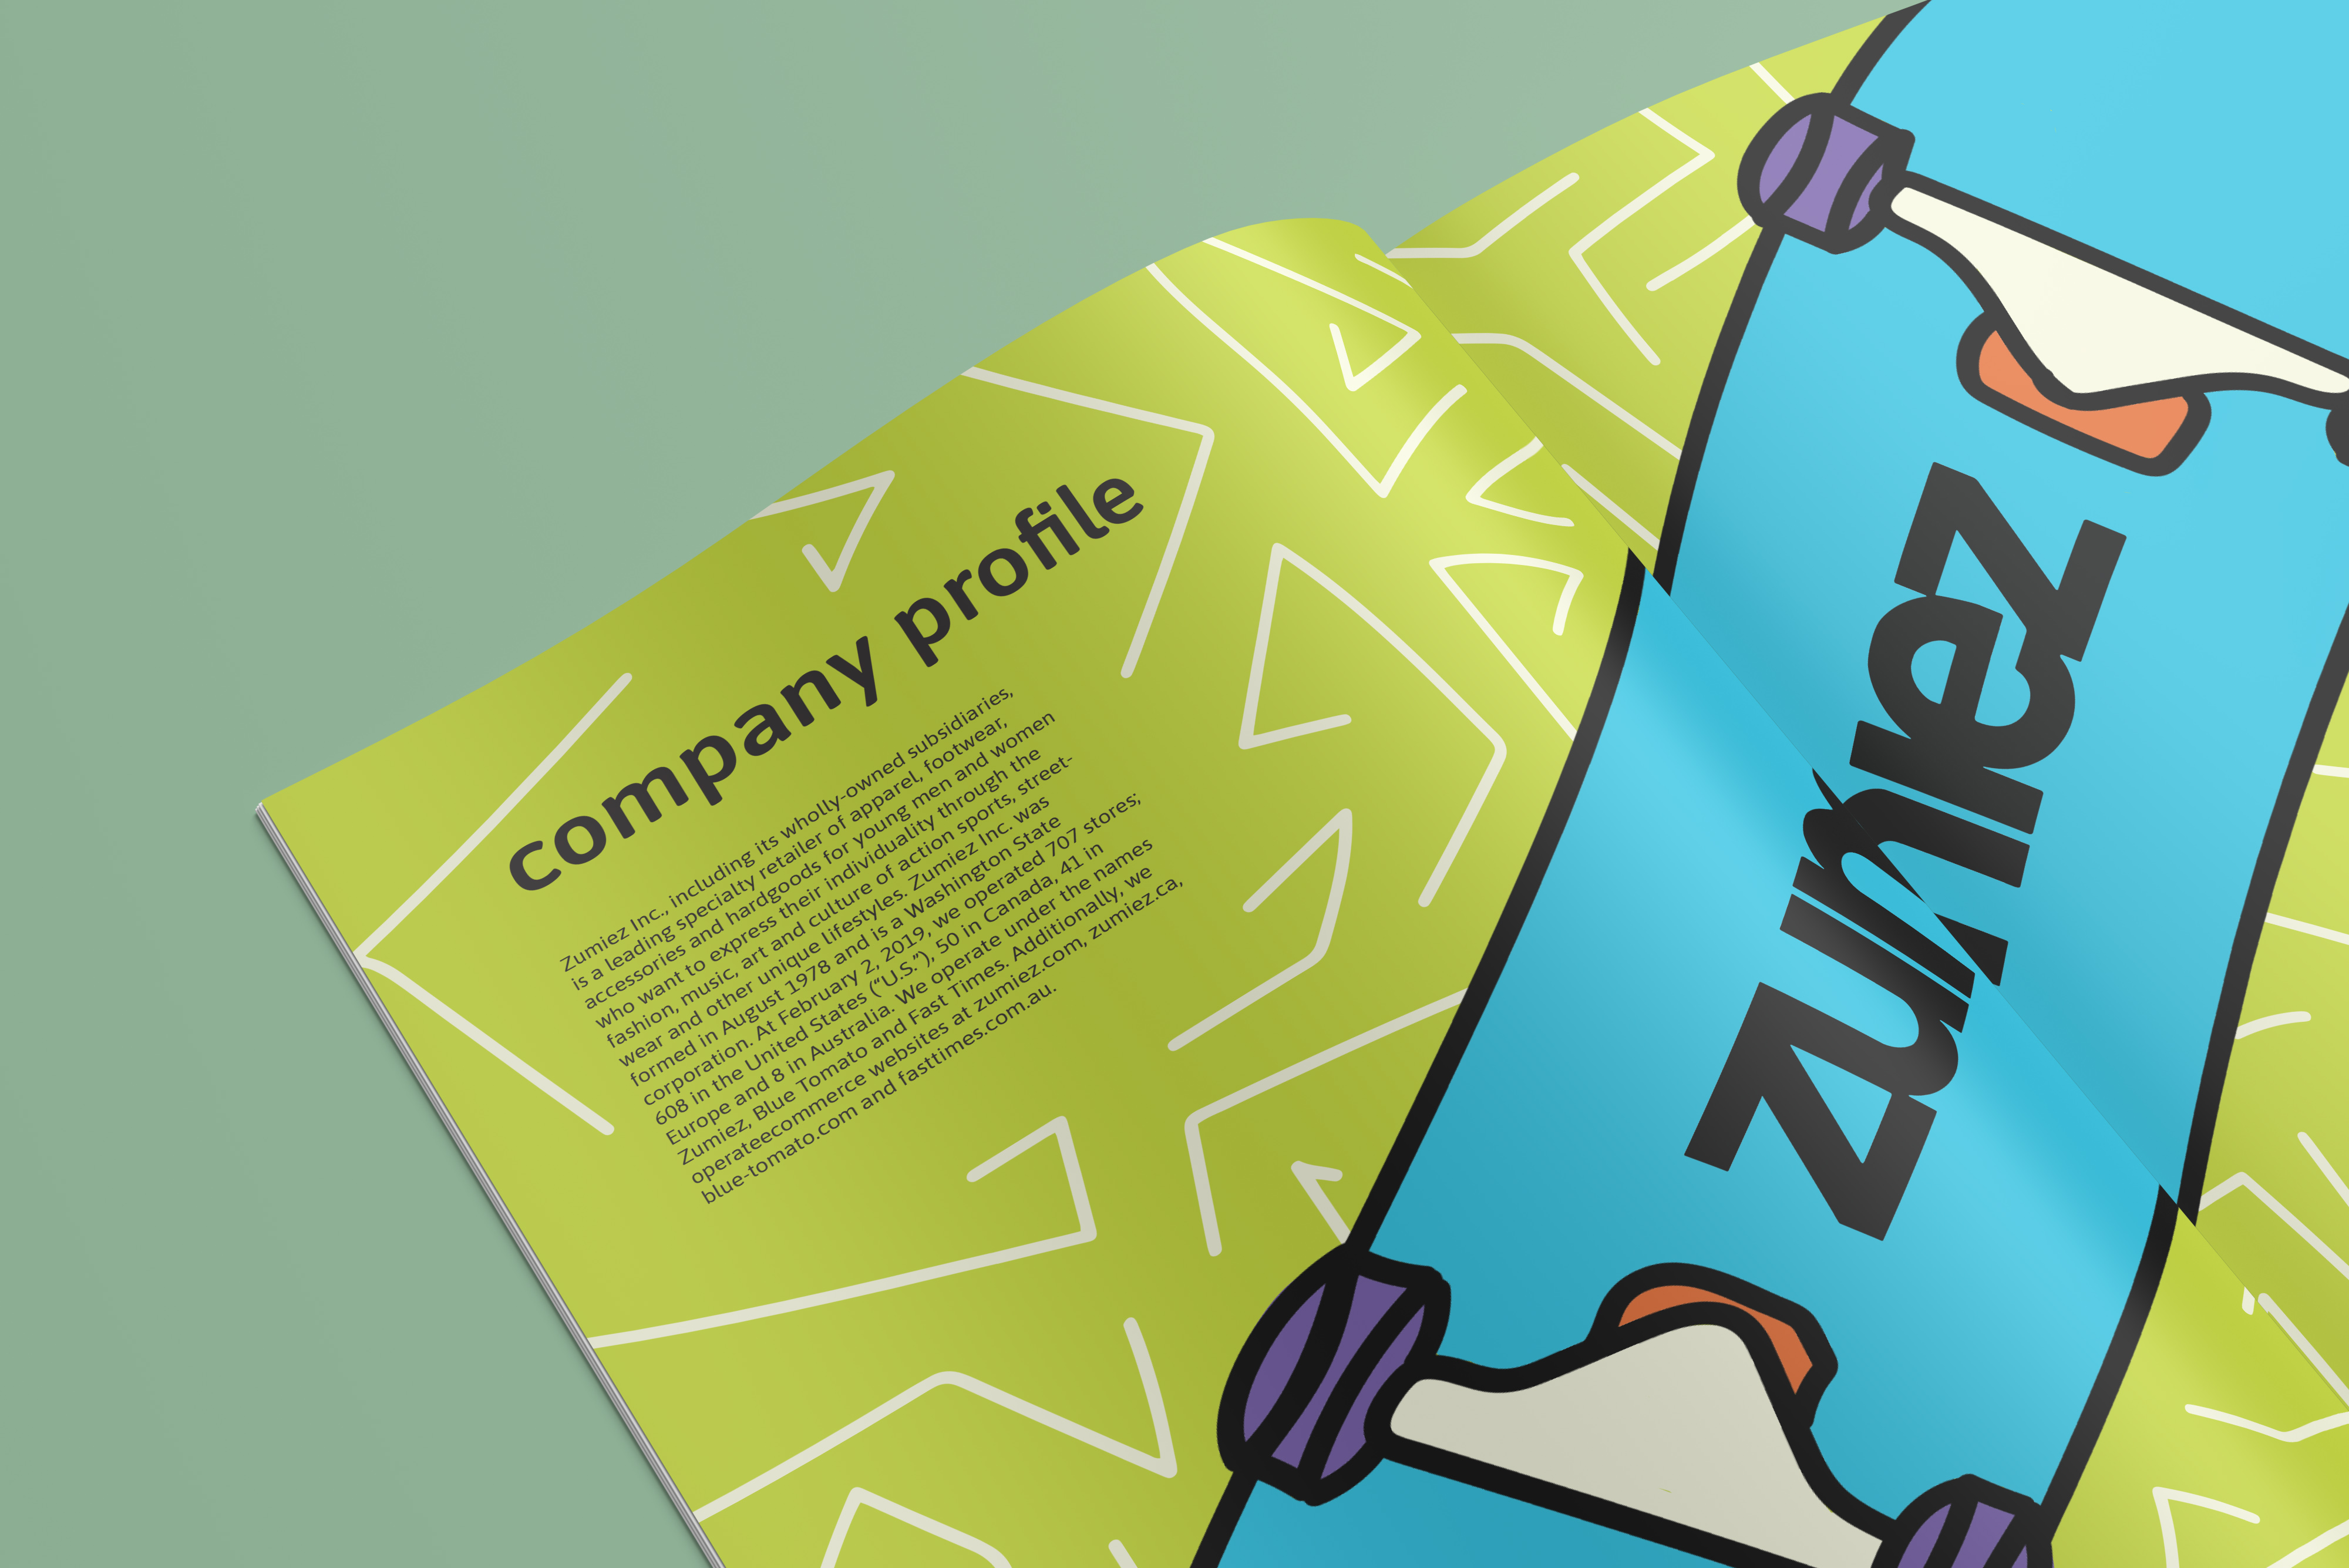 company profile
Zumiez Inc., including its wholly-owned subsidiaries,
is a leading specialty retailer of apparel, footwear,
accessories and hardgoods for young men and women
who want to express their individuality through the
fashion, music, art and culture of action sports, street-
wear and other unique lifestyles. Zumiez Inc. was
formed in August 1978 and is a Washington State
corporation. At February 2, 2019, we operated 707 stores;
608 in the United States (“U.S.”), 50 in Canada, 41 in
Europe and 8 in Australia. We operate under the names
Zumiez, Blue Tomato and Fast Times. Additionally, we
operateecommerce websites at zumiez.com, zumiez.ca,
blue-tomato.com and fasttimes.com.au.
zumiez